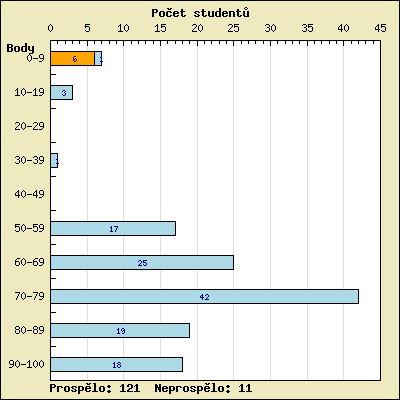 Počet studentů
0 5 10 15 20 25 30 35 40 45
Body
0-9 6 1
10-19 3
20-29
30-39 1
40-49
50-59 17
60-69 25
70-79 42
80-89 19
90-100 18
Prospělo: 121 Neprospělo: 11